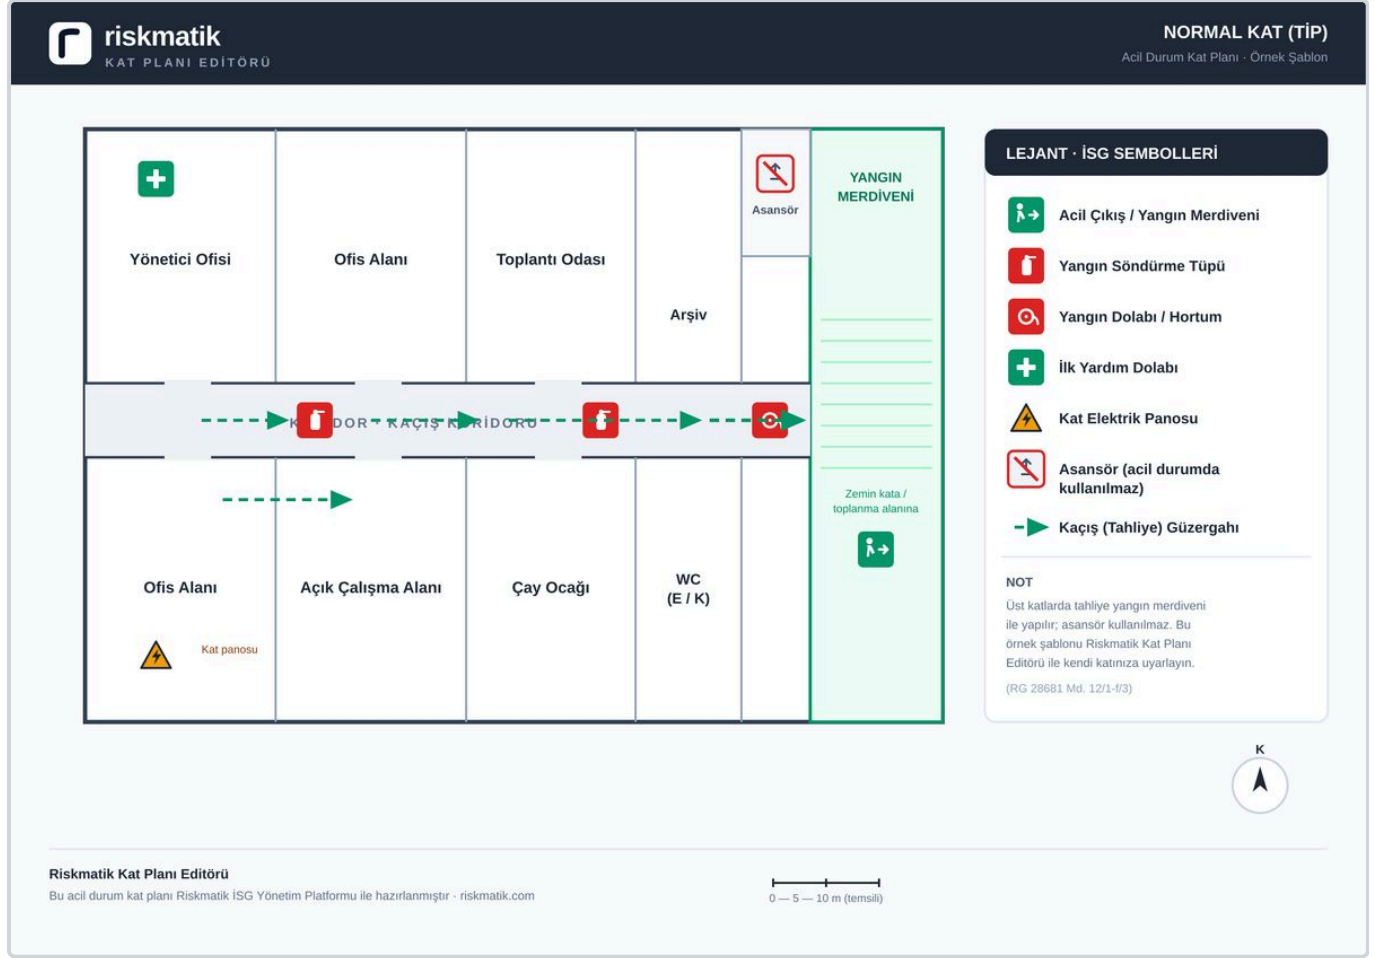 riskmatik
KAT PLANI EDİTÖRÜ
NORMAL KAT (TİP)
Acil Durum Kat Planı · Örnek Şablon
Yönetici Ofisi
Ofis Alanı
Toplantı Odası
Arşiv
Asansör
YANGIN
MERDİVENİ
KORİDOR · KAÇIŞ KORİDORU
Zemin kata /
toplanma alanına
Ofis Alanı
Açık Çalışma Alanı
Çay Ocağı
WC
(E / K)
Kat panosu
LEJANT · İSG SEMBOLLERİ
Acil Çıkış / Yangın Merdiveni
Yangın Söndürme Tüpü
Yangın Dolabı / Hortum
İlk Yardım Dolabı
Kat Elektrik Panosu
Asansör (acil durumda
kullanılmaz)
Kaçış (Tahliye) Güzergahı
NOT
Üst katlarda tahliye yangın merdiveni
ile yapılır; asansör kullanılmaz. Bu
örnek şablonu Riskmatik Kat Planı
Editörü ile kendi katınıza uyarlayın.
(RG 28681 Md. 12/1-f/3)
K
Riskmatik Kat Planı Editörü
Bu acil durum kat planı Riskmatik İSG Yönetim Platformu ile hazırlanmıştır · riskmatik.com
0 — 5 — 10 m (temsili)